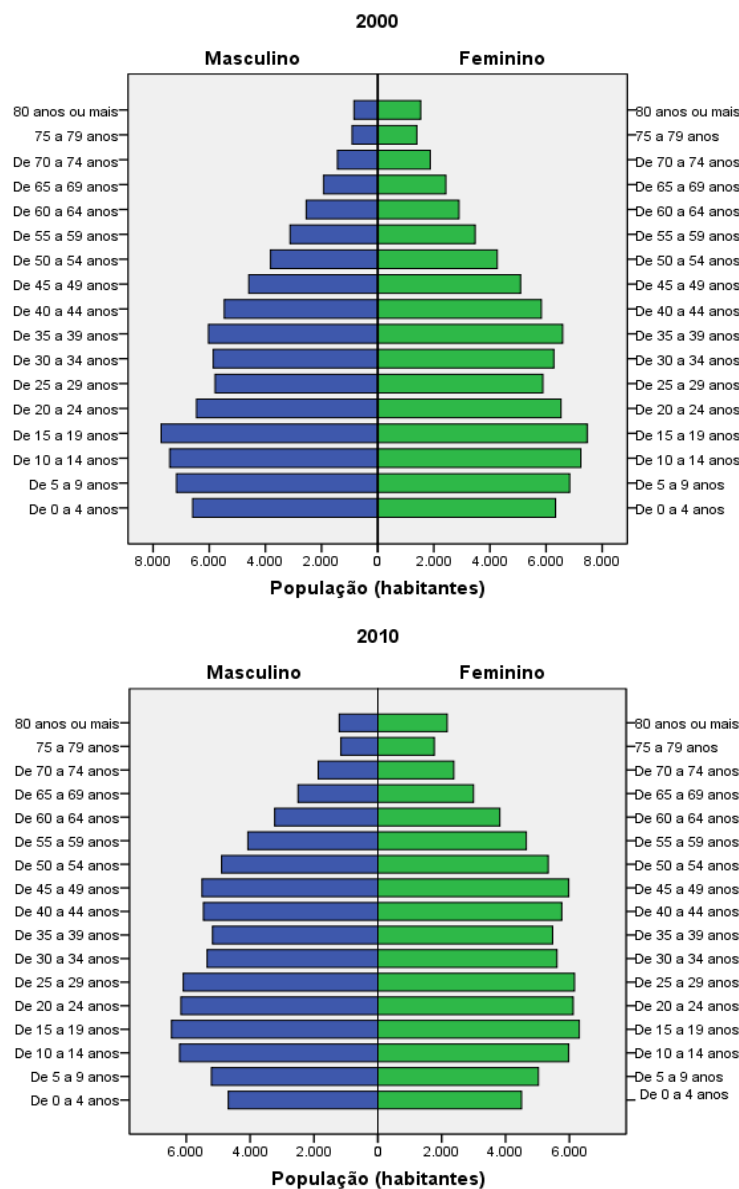 2000
Masculino Feminino
80 anos ou mais 80 anos ou mais
75 a 79 anos 75 a 79 anos
De 70 a 74 anos De 70 a 74 anos
De 65 a 69 anos De 65 a 69 anos
De 60 a 64 anos De 60 a 64 anos
De 55 a 59 anos De 55 a 59 anos
De 50 a 54 anos De 50 a 54 anos
De 45 a 49 anos De 45 a 49 anos
De 40 a 44 anos De 40 a 44 anos
De 35 a 39 anos De 35 a 39 anos
De 30 a 34 anos De 30 a 34 anos
De 25 a 29 anos De 25 a 29 anos
De 20 a 24 anos De 20 a 24 anos
De 15 a 19 anos De 15 a 19 anos
De 10 a 14 anos De 10 a 14 anos
De 5 a 9 anos De 5 a 9 anos
De 0 a 4 anos De 0 a 4 anos
8.000 6.000 4.000 2.000 0 2.000 4.000 6.000 8.000
População (habitantes)
2010
Masculino Feminino
80 anos ou mais 80 anos ou mais
75 a 79 anos 75 a 79 anos
De 70 a 74 anos De 70 a 74 anos
De 65 a 69 anos De 65 a 69 anos
De 60 a 64 anos De 60 a 64 anos
De 55 a 59 anos De 55 a 59 anos
De 50 a 54 anos De 50 a 54 anos
De 45 a 49 anos De 45 a 49 anos
De 40 a 44 anos De 40 a 44 anos
De 35 a 39 anos De 35 a 39 anos
De 30 a 34 anos De 30 a 34 anos
De 25 a 29 anos De 25 a 29 anos
De 20 a 24 anos De 20 a 24 anos
De 15 a 19 anos De 15 a 19 anos
De 10 a 14 anos De 10 a 14 anos
De 5 a 9 anos De 5 a 9 anos
De 0 a 4 anos De 0 a 4 anos
6.000 4.000 2.000 0 2.000 4.000 6.000
População (habitantes)